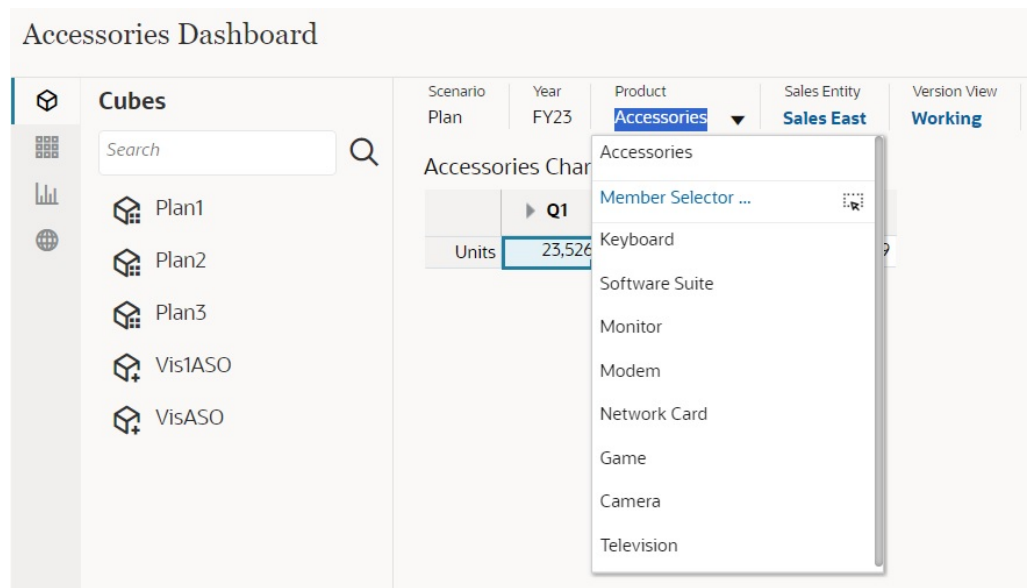 Accessories Dashboard
Cubes
Search
Plan1
Plan2
Plan3
Vis1ASO
VisASO
Scenario Year Product Sales Entity Version View
Plan FY23 Accessories Sales East Working
Accessories Char
Q1
Units 23,526 9
Accessories
Member Selector ...
Keyboard
Software Suite
Monitor
Modem
Network Card
Game
Camera
Television